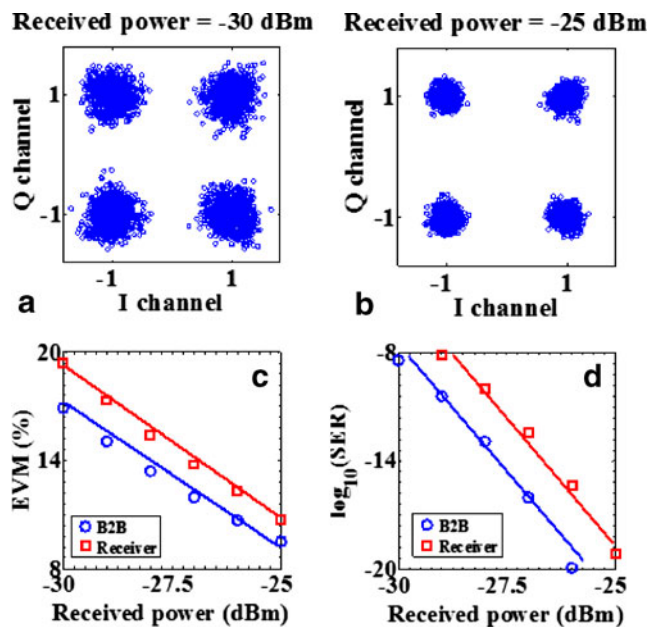 Received power = -30 dBm
Q channel
1
-1
-1
1
I channel
a
Received power = -25 dBm
Q channel
1
-1
-1
1
I channel
b
EVM (%)
20
14
8
c
B2B
Receiver
-30
-27.5
-25
Received power (dBm)
log10(SER)
-8
-14
-20
d
B2B
Receiver
-30
-27.5
-25
Received power (dBm)